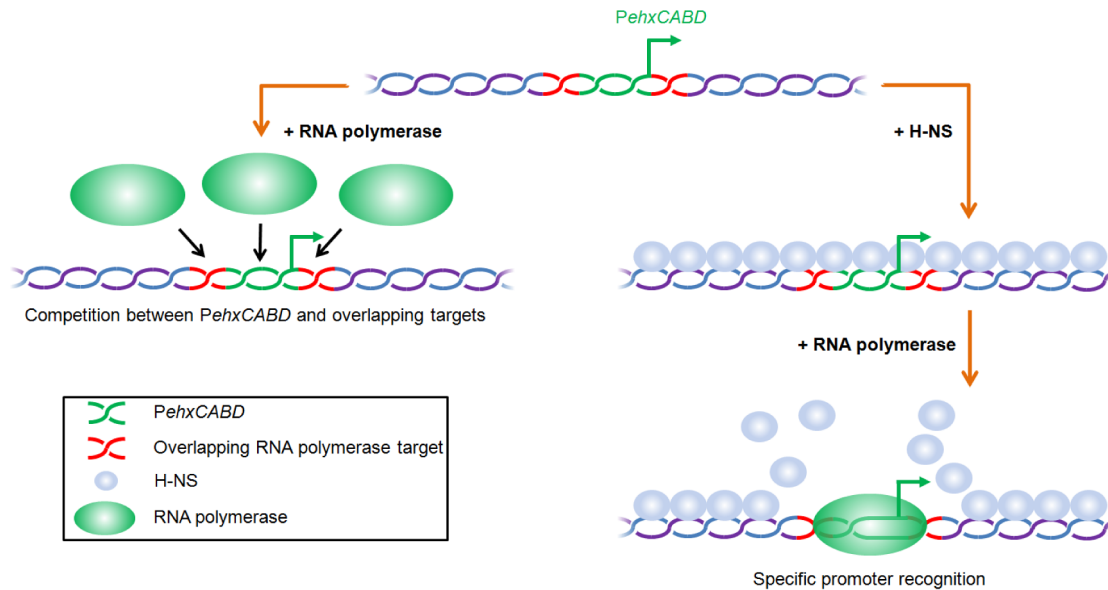 PehxCABD
+ RNA polymerase
+ H-NS
Competition between PehxCABD and overlapping targets
+ RNA polymerase
PehxCABD
Overlapping RNA polymerase target
H-NS
RNA polymerase
Specific promoter recognition